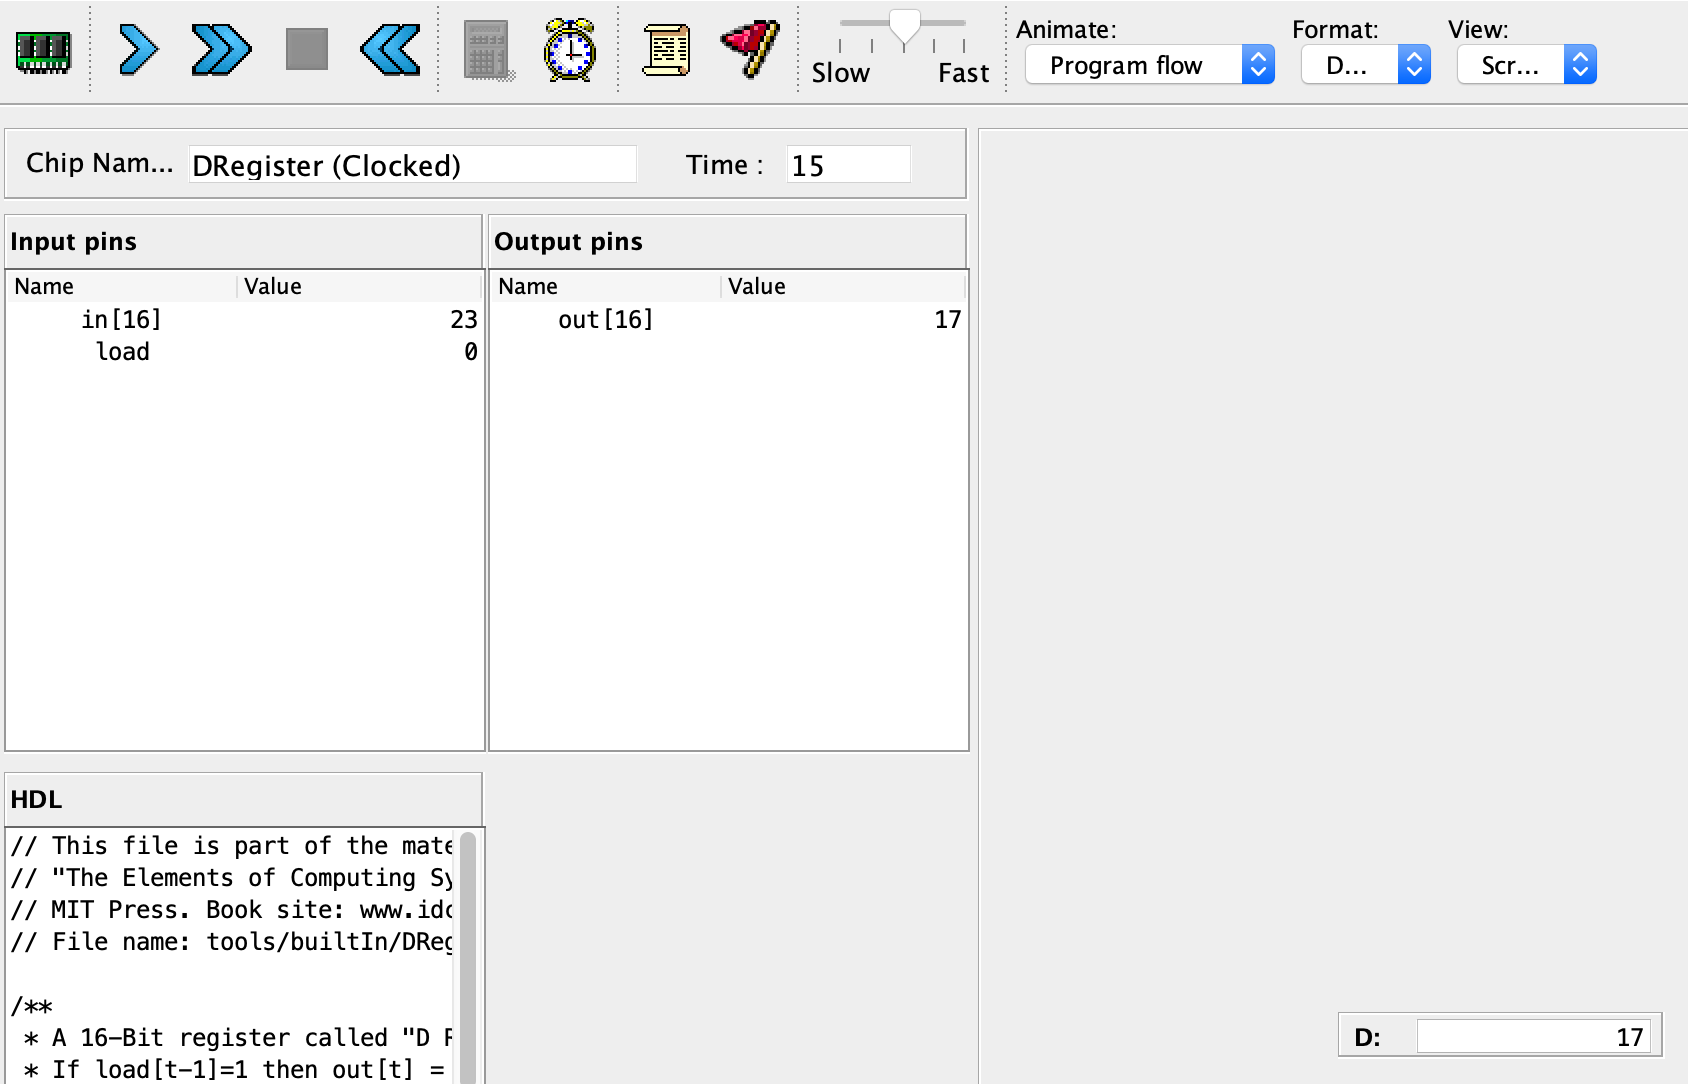 Slow Fast
Animate:
Program flow
Format:
D...
View:
Scr...
Chip Nam... DRegister (Clocked) Time : 15
Input pins
Name Value
in[16] 23
load 0
Output pins
Name Value
out[16] 17
HDL
// This file is part of the mate
// "The Elements of Computing Sy
// MIT Press. Book site: www.idc
// File name: tools/builtIn/DReg
/**
* A 16-Bit register called "D R
* If load[t-1]=1 then out[t] =
D: 17